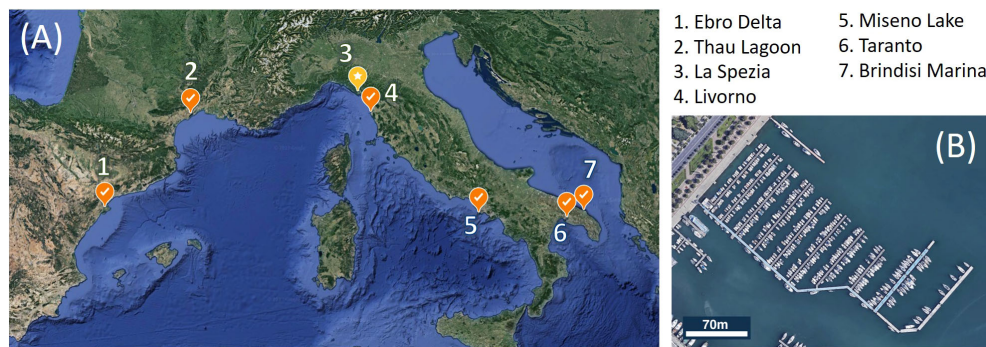 (A)
1
2
3
4
5
6
7
1. Ebro Delta
2. Thau Lagoon
3. La Spezia
4. Livorno
5. Miseno Lake
6. Taranto
7. Brindisi Marina
(B)
70m